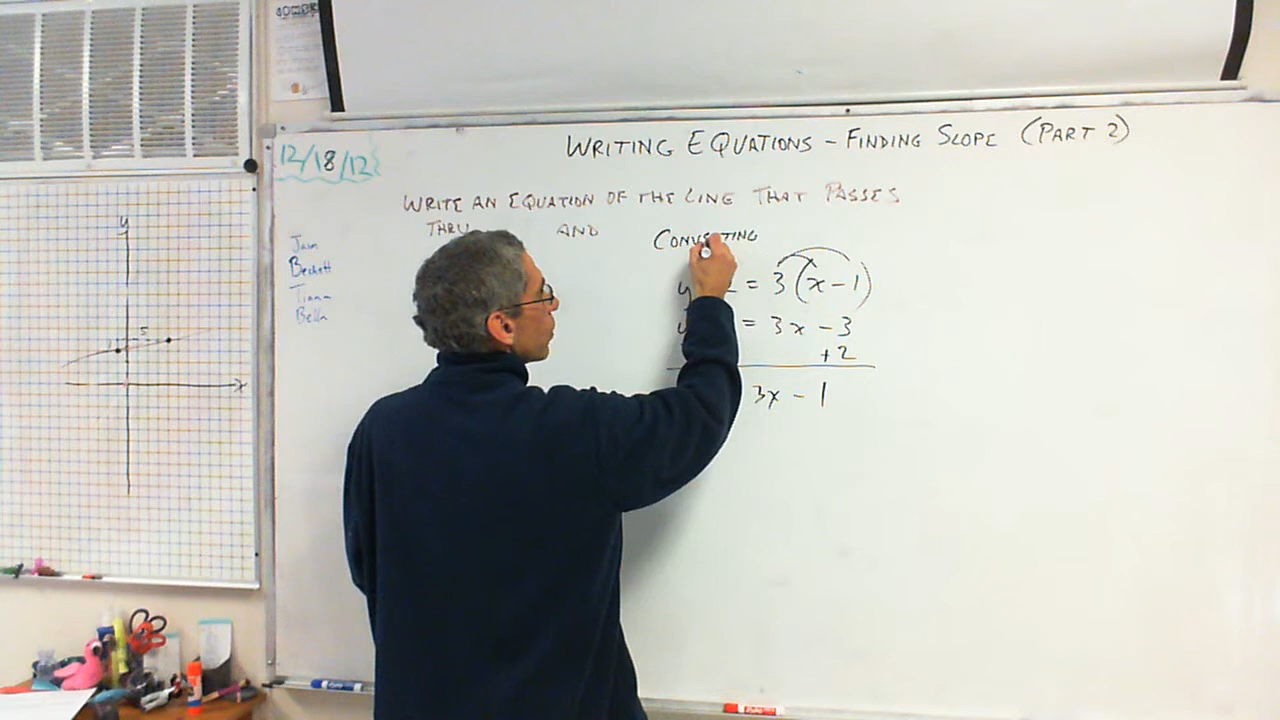 WRITING EQUATIONS - FINDING SLOPE (PART 2)
12/18/12
WRITE AN EQUATION OF THE LINE THAT PASSES
THRU AND
Jasm
Beckett
Tiana
Bella
CONVERTING
y = 3(x - 1)
= 3x - 3
+2
3x - 1
y
5
x